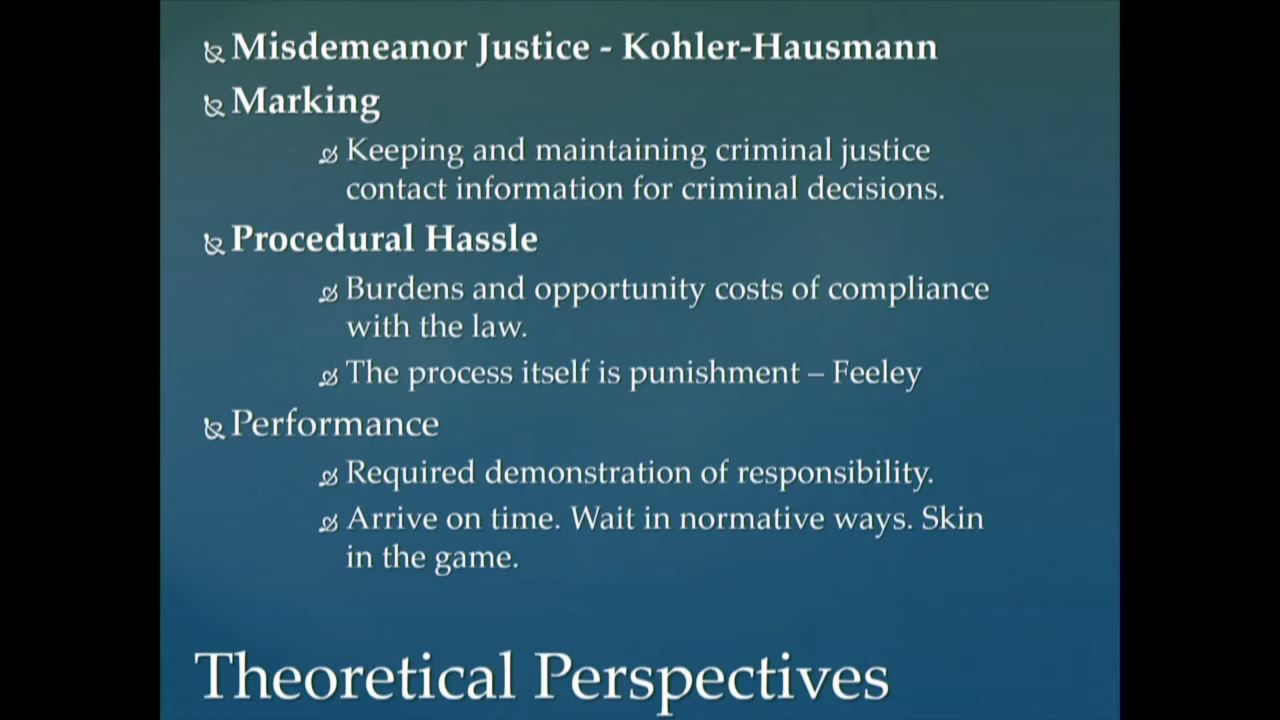 Misdemeanor Justice - Kohler-Hausmann
Marking
Keeping and maintaining criminal justice
contact information for criminal decisions.
Procedural Hassle
Burdens and opportunity costs of compliance
with the law.
The process itself is punishment – Feeley
Performance
Required demonstration of responsibility.
Arrive on time. Wait in normative ways. Skin
in the game.
Theoretical Perspectives